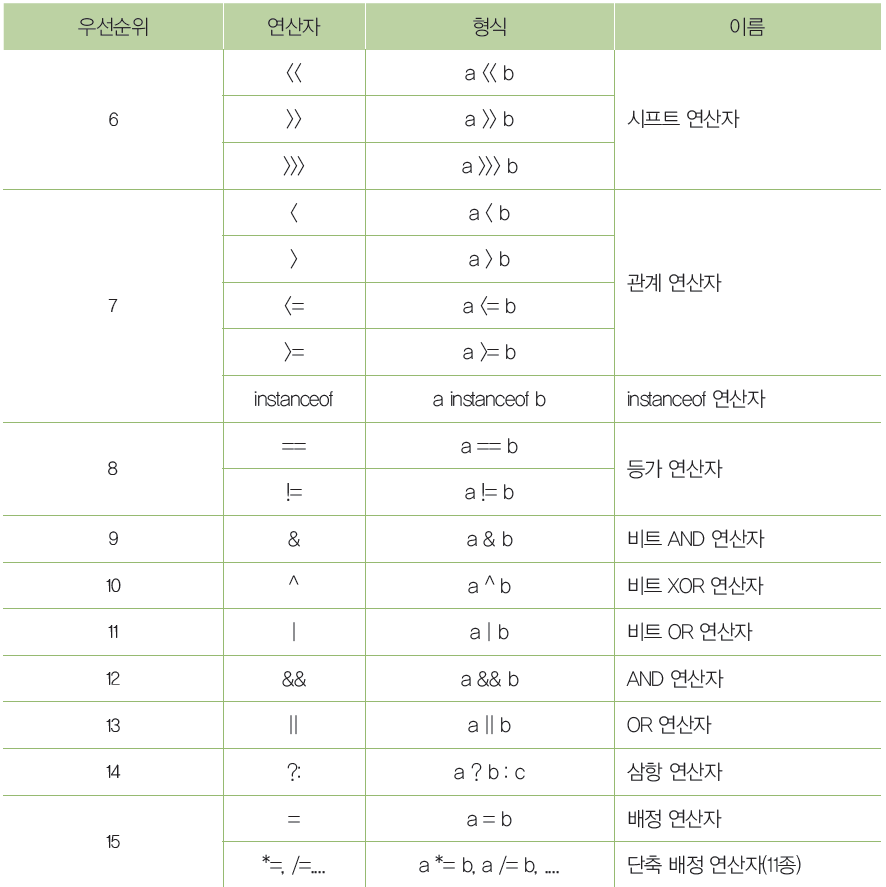 우선순위 연산자 형식 이름
6 << a << b 시프트 연산자
>> a >> b
>>> a >>> b
7 < a < b 관계 연산자
> a > b
<= a <= b
>= a >= b
instanceof a instanceof b instanceof 연산자
8 == a == b 등가 연산자
!= a != b
9 & a & b 비트 AND 연산자
10 ^ a ^ b 비트 XOR 연산자
11 | a | b 비트 OR 연산자
12 && a && b AND 연산자
13 || a || b OR 연산자
14 ?: a ? b : c 삼항 연산자
15 = a = b 배정 연산자
*=, /=.... a *= b, a /= b, .... 단축 배정 연산자(11종)